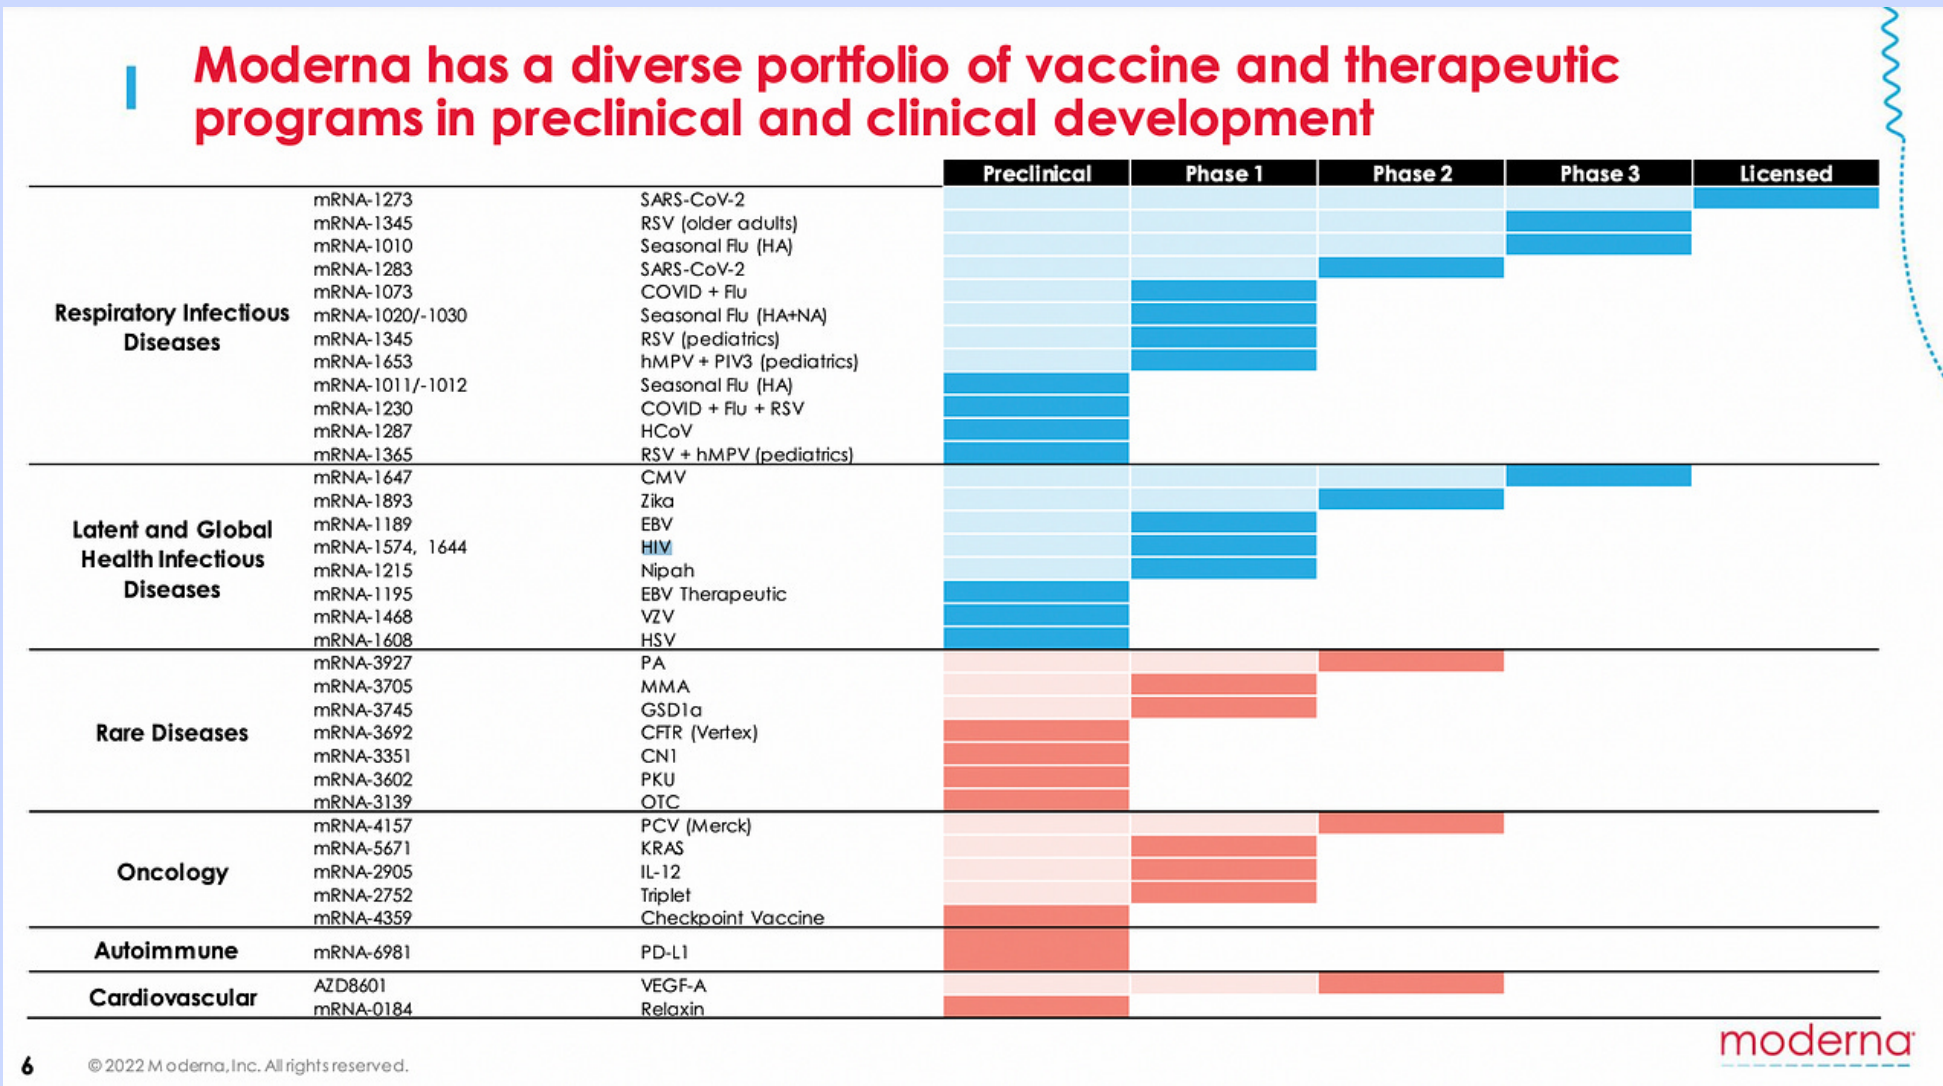 Moderna has a diverse portfolio of vaccine and therapeutic
programs in preclinical and clinical development
Preclinical Phase 1 Phase 2 Phase 3 Licensed
Respiratory Infectious
Diseases
mRNA-1273 SARS-CoV-2
mRNA-1345 RSV (older adults)
mRNA-1010 Seasonal Flu (HA)
mRNA-1283 SARS-CoV-2
mRNA-1073 COVID + Flu
mRNA-1020/-1030 Seasonal Flu (HA+NA)
mRNA-1345 RSV (pediatrics)
mRNA-1653 hMPV + PIV3 (pediatrics)
mRNA-1011/-1012 Seasonal Flu (HA)
mRNA-1230 COVID + Flu + RSV
mRNA-1287 HCoV
mRNA-1365 RSV + hMPV (pediatrics)
Latent and Global
Health Infectious
Diseases
mRNA-1647 CMV
mRNA-1893 Zika
mRNA-1189 EBV
mRNA-1574, 1644 HIV
mRNA-1215 Nipah
mRNA-1195 EBV Therapeutic
mRNA-1468 VZV
mRNA-1608 HSV
Rare Diseases
mRNA-3927 PA
mRNA-3705 MMA
mRNA-3745 GSD1a
mRNA-3692 CFTR (Vertex)
mRNA-3351 CN1
mRNA-3602 PKU
mRNA-3139 OTC
Oncology
mRNA-4157 PCV (Merck)
mRNA-5671 KRAS
mRNA-2905 IL-12
mRNA-2752 Triplet
mRNA-4359 Checkpoint Vaccine
Autoimmune
mRNA-6981 PD-L1
Cardiovascular
AZD8601 VEGF-A
mRNA-0184 Relaxin
6 © 2022 Moderna, Inc. All rights reserved.
moderna